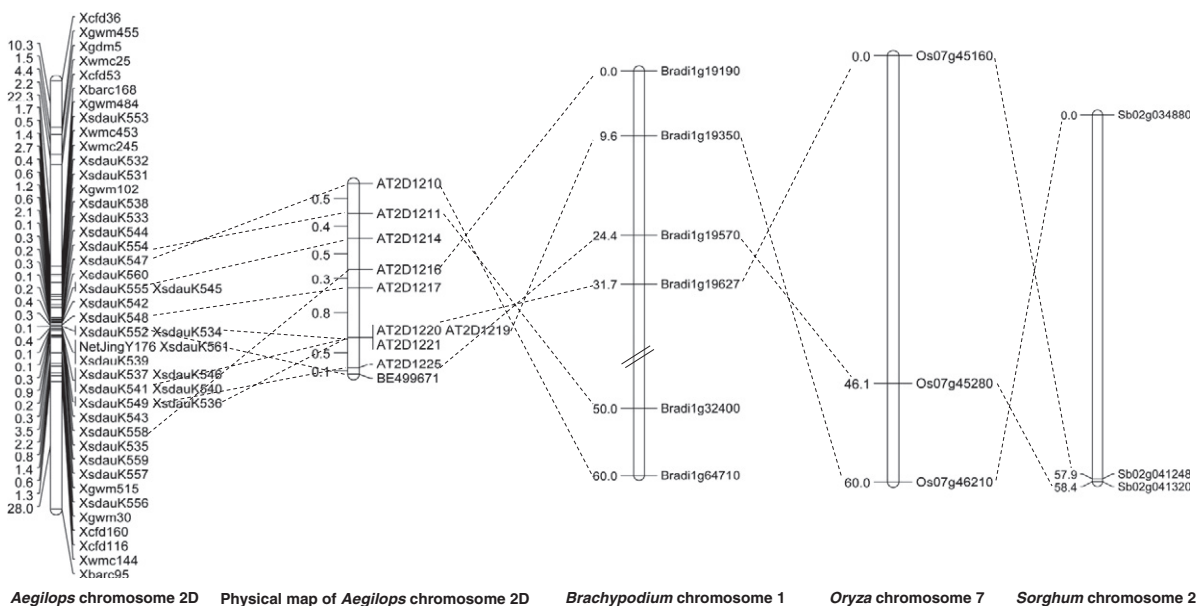 Xcfd36
Xgwm455
Xgdm5
Xwmc25
Xcfd53
Xbarc168
Xgwm484
XsdauK553
Xwmc453
Xwmc245
XsdauK532
XsdauK531
Xgwm102
XsdauK538
XsdauK533
XsdauK544
XsdauK554
XsdauK547
XsdauK560
XsdauK555 XsdauK545
XsdauK542
XsdauK548
XsdauK552 XsdauK534
NetJingY176 XsdauK561
XsdauK539
XsdauK537 XsdauK546
XsdauK541 XsdauK540
XsdauK549 XsdauK536
XsdauK543
XsdauK558
XsdauK535
XsdauK559
XsdauK557
Xgwm515
XsdauK556
Xgwm30
Xcfd160
Xcfd116
Xwmc144
Xbarc95
10.3
1.5
4.4
2.2
22.3
1.7
0.5
1.4
2.7
0.4
0.6
1.2
0.6
2.1
0.1
0.3
0.2
0.3
0.1
0.2
0.4
0.3
0.1
0.4
0.1
0.1
0.3
0.9
0.2
0.3
3.5
2.2
0.8
1.4
0.6
1.3
28.0
Aegilops chromosome 2D
AT2D1210
AT2D1211
AT2D1214
AT2D1216
AT2D1217
AT2D1220 AT2D1219
AT2D1221
AT2D1225
BE499671
0.5
0.4
0.5
0.3
0.8
0.5
0.1
Physical map of Aegilops chromosome 2D
0.0 Bradi1g19190
9.6 Bradi1g19350
24.4 Bradi1g19570
31.7 Bradi1g19627
50.0 Bradi1g32400
60.0 Bradi1g64710
Brachypodium chromosome 1
0.0 Os07g45160
46.1 Os07g45280
60.0 Os07g46210
Oryza chromosome 7
0.0 Sb02g034880
57.9 Sb02g041248
58.4 Sb02g041320
Sorghum chromosome 2